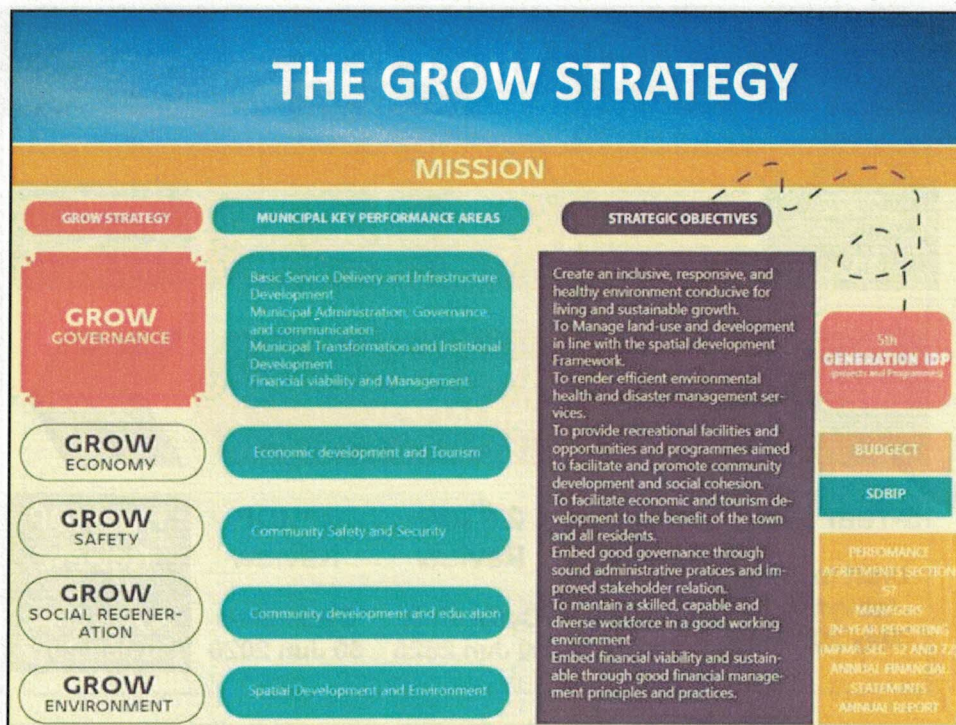 THE GROW STRATEGY
MISSION
GROW STRATEGY
MUNICIPAL KEY PERFORMANCE AREAS
STRATEGIC OBJECTIVES
GROW
GOVERNANCE
Basic Service Delivery and Infrastructure
Development
Municipal Administration, Governance,
and communication
Municipal Transformation and Institional
Development
Financial viability and Management
GROW
ECONOMY
Economic development and Tourism
GROW
SAFETY
Community Safety and Security
GROW
SOCIAL REGENER-
ATION
Community development and education
GROW
ENVIRONMENT
Spatial Development and Environment
Create an inclusive, responsive, and
healthy environment conducive for
living and sustainable growth.
To Manage land-use and development
in line with the spatial development
Framework.
To render efficient environmental
health and disaster management ser-
vices.
To provide recreational facilities and
opportunities and programmes aimed
to facilitate and promote community
development and social cohesion.
To facilitate economic and tourism de-
velopment to the benefit of the town
and all residents.
Embed good governance through
sound administrative pratices and im-
proved stakeholder relation.
To mantain a skilled, capable and
diverse workforce in a good working
environment
Embed financial viability and sustain-
able through good financial manage-
ment principles and practices.
5th
GENERATION IDP
(projects and Programmes)
BUDGECT
SDBIP
PERFOMANCE
AGREEMENTS SECTION
57
MANAGERS
IN-YEAR REPORTING
(MFMA SEC. 52 AND 72)
ANNUAL FINANCIAL
STATEMENTS
ANNUAL REPORT